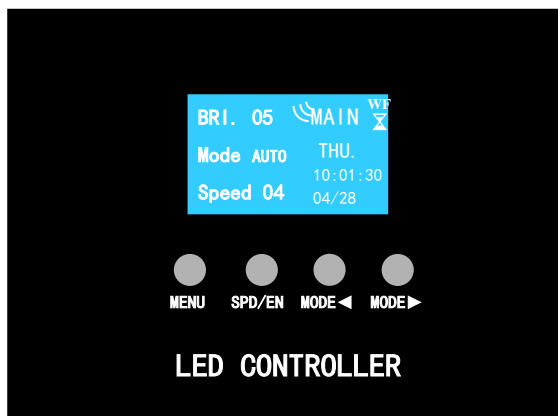 BRI. 05 MAIN WF
Mode AUTO THU.
10:01:30
Speed 04 04/28
MENU SPD/EN MODE◀ MODE▶
LED CONTROLLER